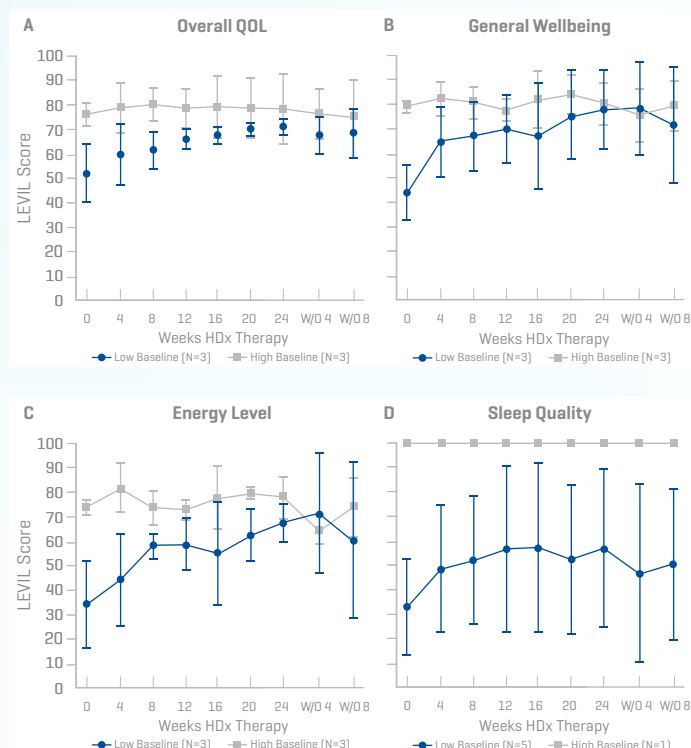 A Overall QOL
LEVIL Score
100
90
80
70
60
50
40
30
20
10
0
0 4 8 12 16 20 24 W/O 4 W/O 8
Weeks HDx Therapy
Low Baseline (N=3) High Baseline (N=3)
B General Wellbeing
0 4 8 12 16 20 24 W/O 4 W/O 8
Weeks HDx Therapy
Low Baseline (N=3) High Baseline (N=3)
C Energy Level
LEVIL Score
100
90
80
70
60
50
40
30
20
10
0
0 4 8 12 16 20 24 W/O 4 W/O 8
Weeks HDx Therapy
Low Baseline (N=3) High Baseline (N=3)
D Sleep Quality
0 4 8 12 16 20 24 W/O 4 W/O 8
Weeks HDx Therapy
Low Baseline (N=5) High Baseline (N=1)